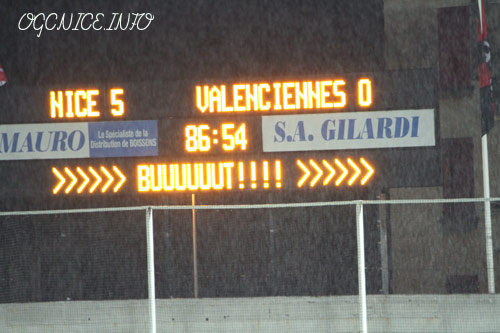 OGCNICE.INFO
NICE 5 VALENCIENNES 0
MAURO Le Spécialiste de la
Distribution de BOISSONS
86:54
S.A. GILARDI
>>>>> BUUUUUUT!!!! >>>>>>